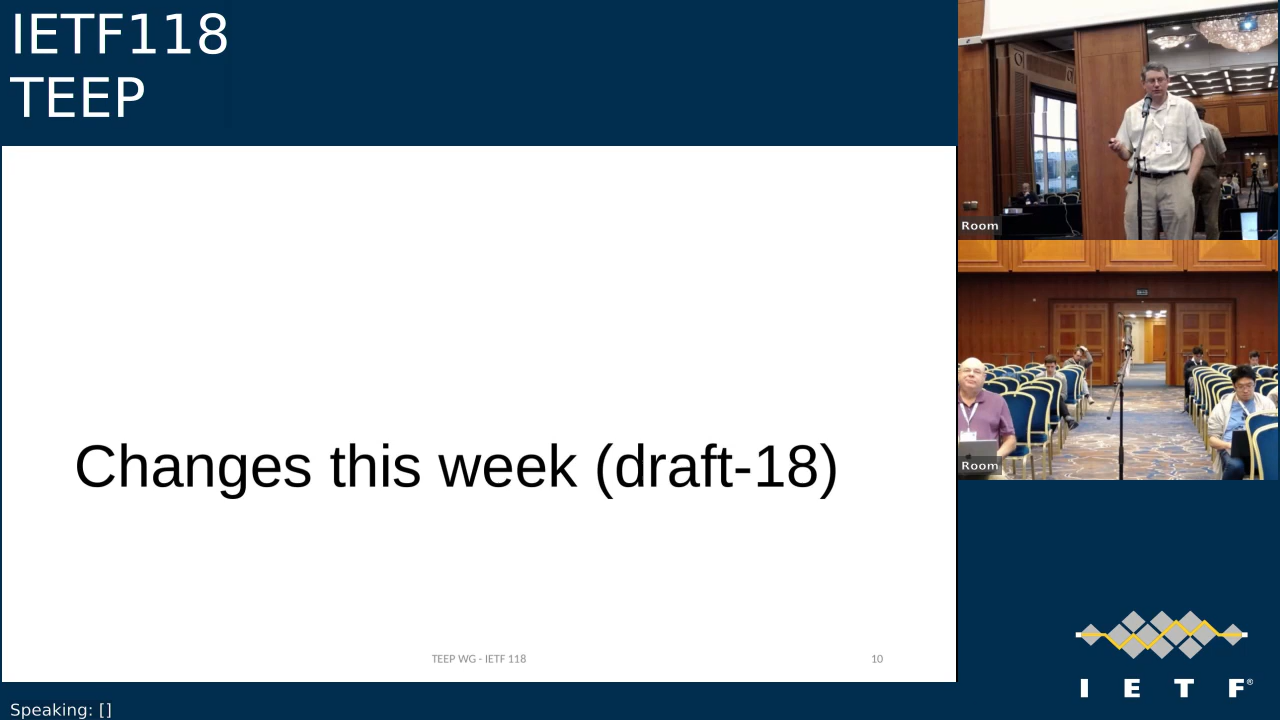 IETF118
TEEP
Changes this week (draft-18)
TEEP WG - IETF 118
10
Room
Room
I E T F®
Speaking: []